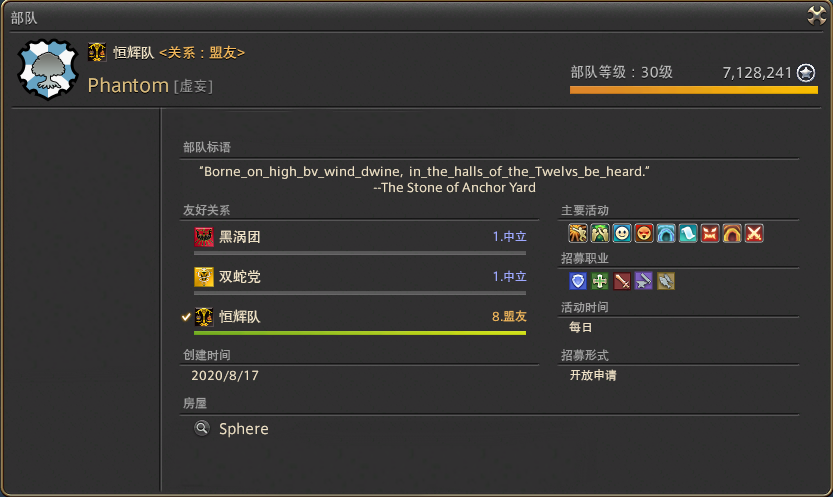 部队
恒辉队 <关系：盟友>
Phantom [虚妄]
部队等级：30级 7,128,241
部队标语
“Borne_on_high_bv_wind_dwine, in_the_halls_of_the_Twelvs_be_heard.”
--The Stone of Anchor Yard
友好关系
黑涡团 1.中立
双蛇党 1.中立
恒辉队 8.盟友
创建时间
2020/8/17
主要活动
招募职业
活动时间
每日
招募形式
开放申请
房屋
Sphere